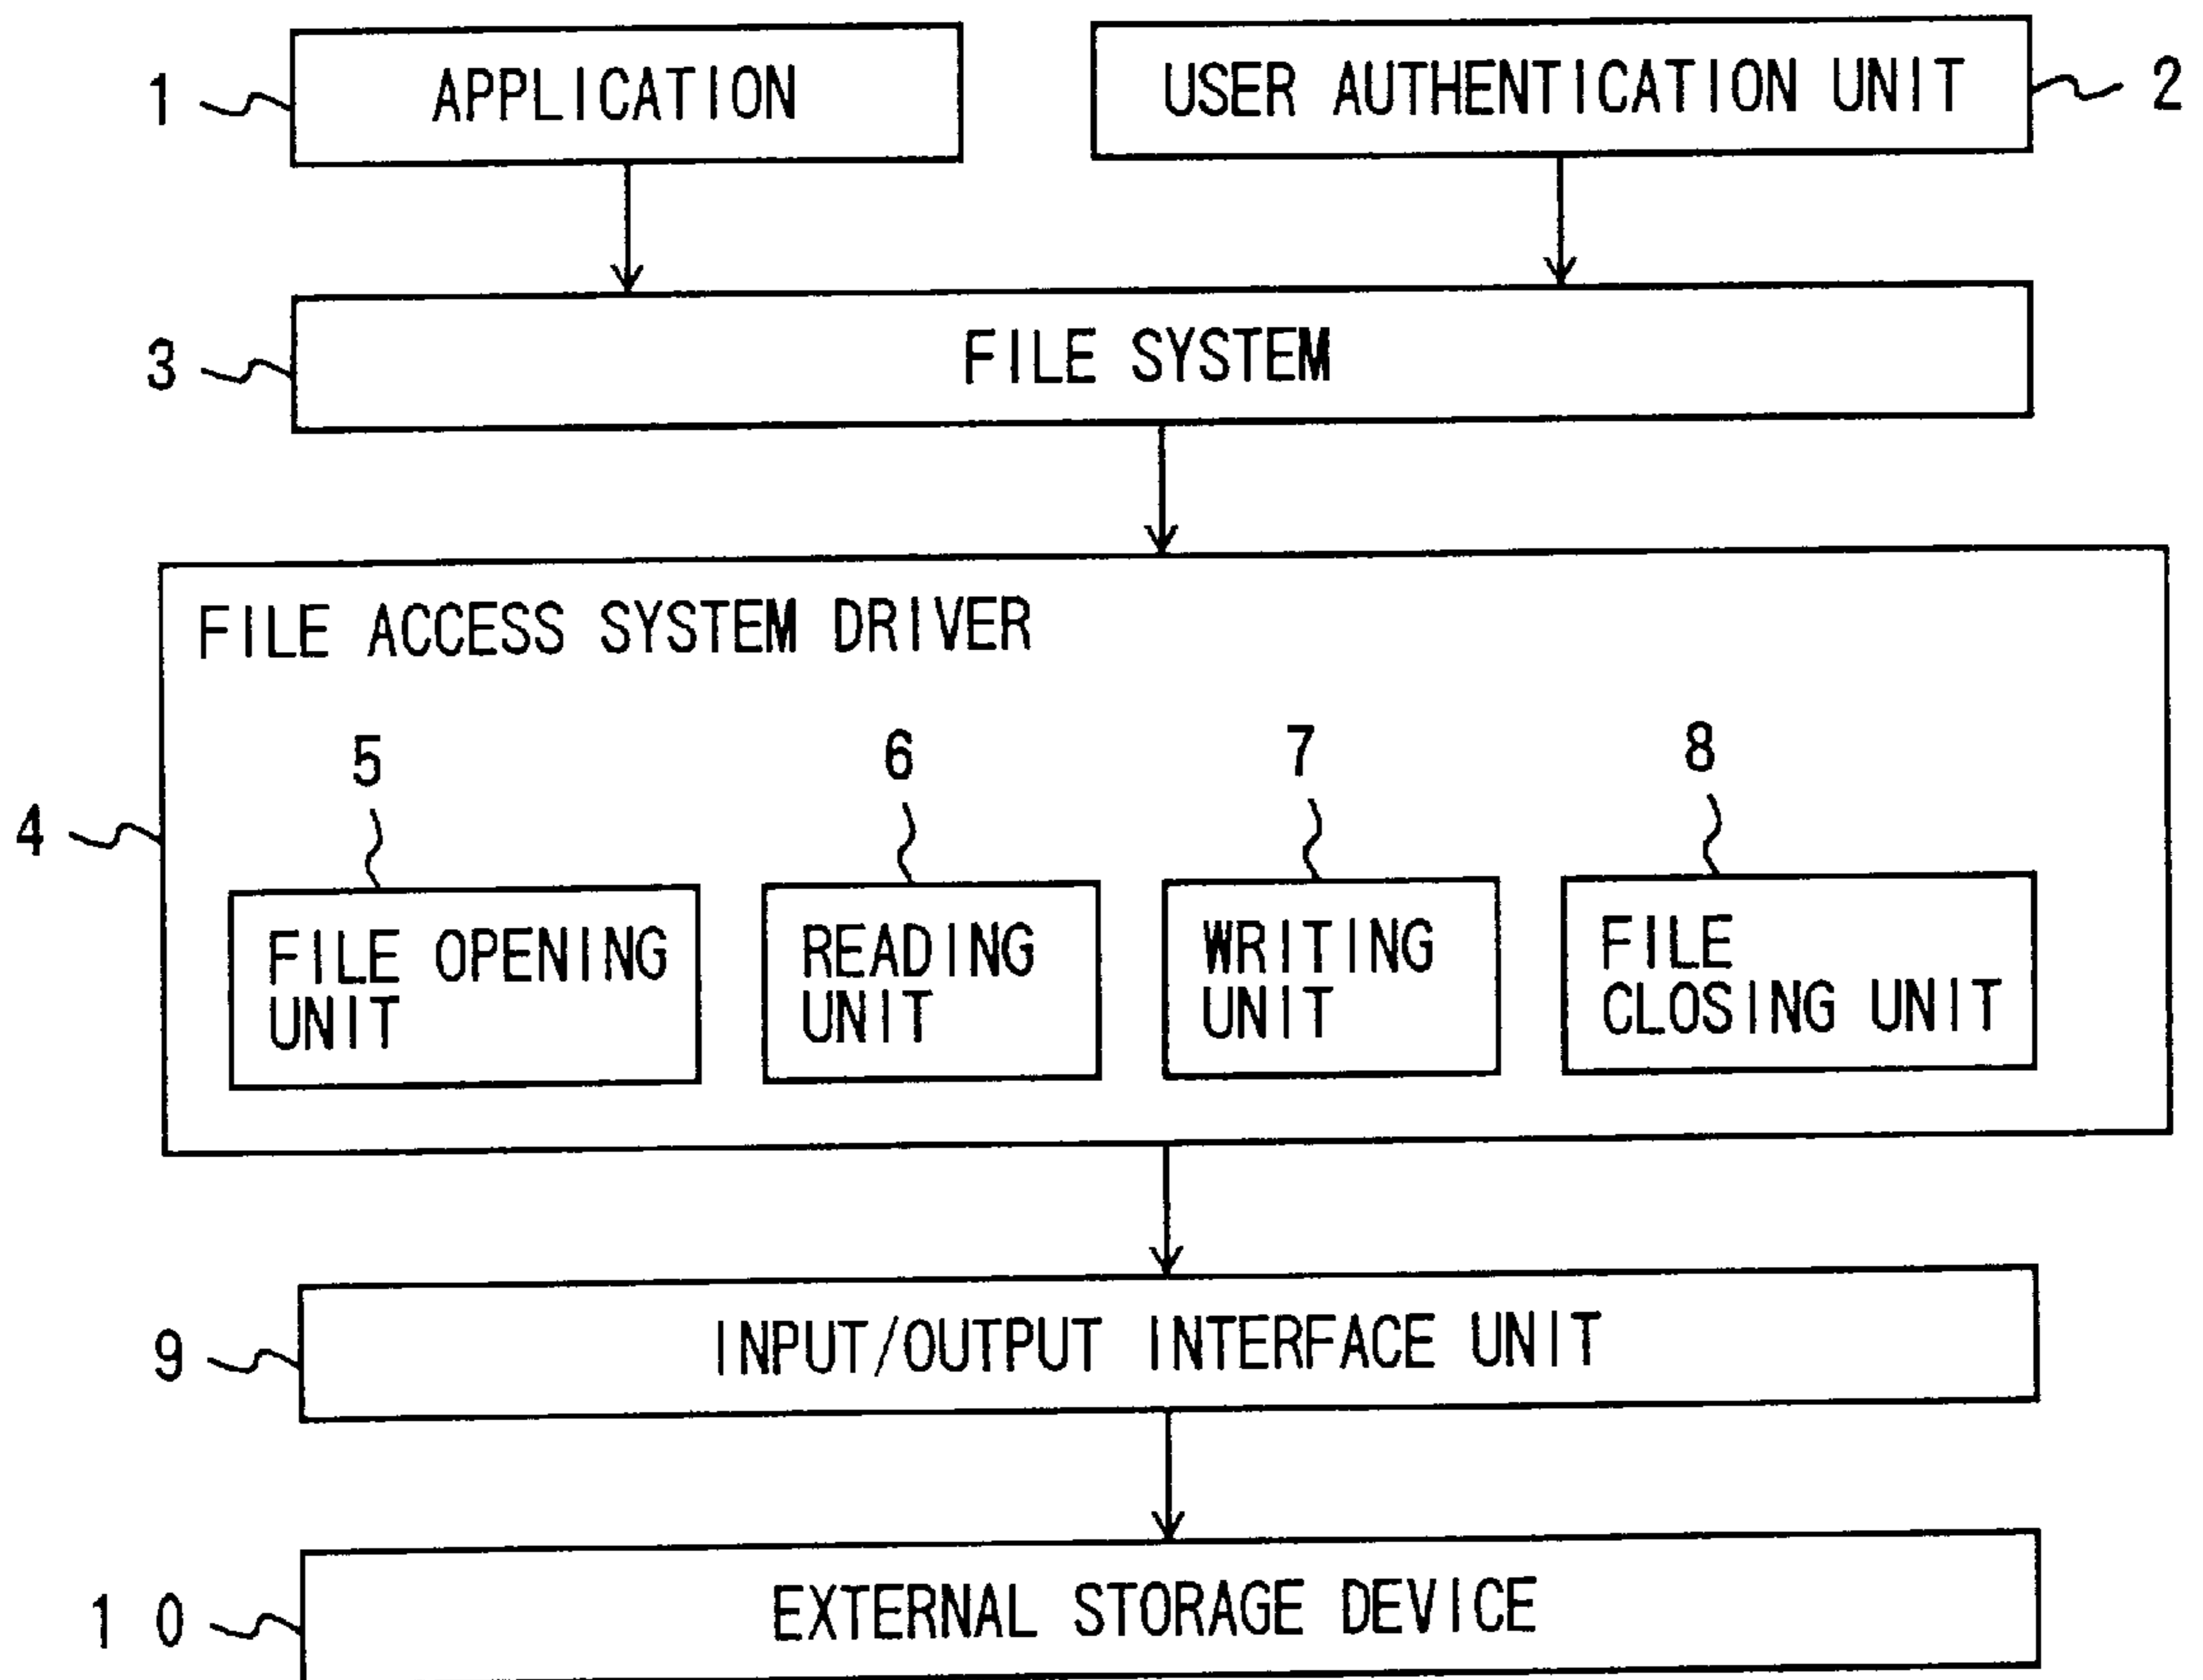 1
APPLICATION
USER AUTHENTICATION UNIT
2
3
FILE SYSTEM
FILE ACCESS SYSTEM DRIVER
4
5
6
7
8
FILE OPENING
UNIT
READING
UNIT
WRITING
UNIT
FILE
CLOSING UNIT
9
INPUT/OUTPUT INTERFACE UNIT
10
EXTERNAL STORAGE DEVICE